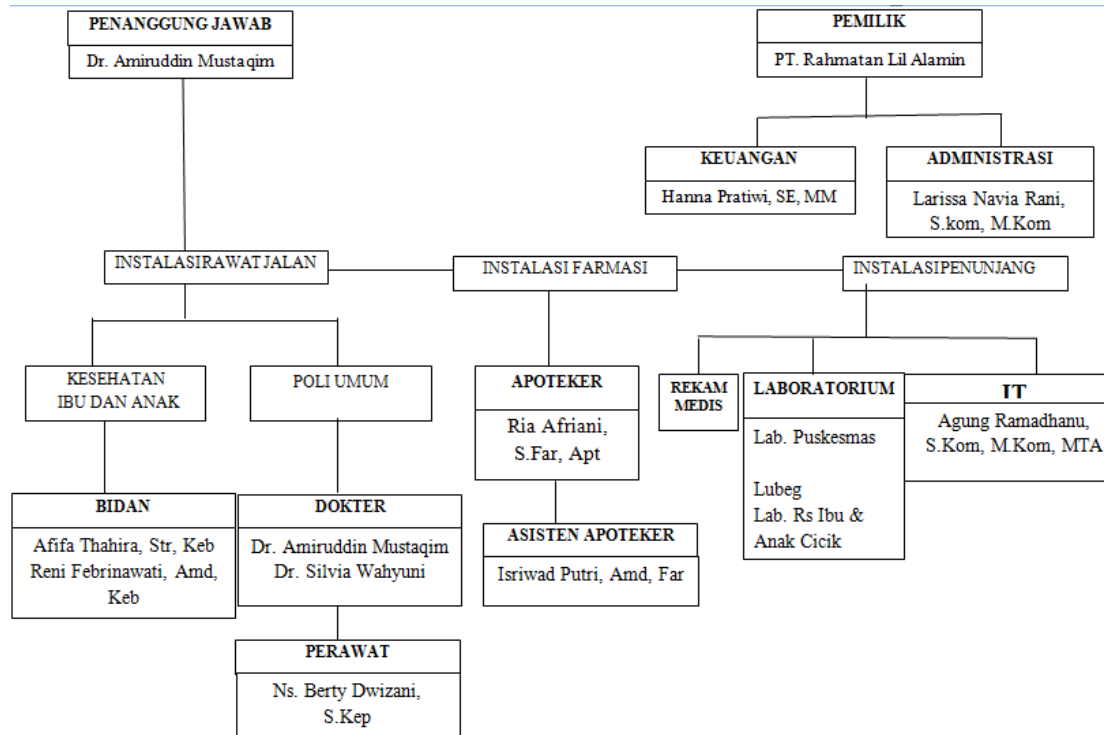 PENANGGUNG JAWAB
Dr. Amiruddin Mustaqim
PEMILIK
PT. Rahmatan Lil Alamin
KEUANGAN
Hanna Pratiwi, SE, MM
ADMINISTRASI
Larissa Navia Rani,
S.kom, M.Kom
INSTALASI RAWAT JALAN
INSTALASI FARMASI
INSTALASI PENUNJANG
KESEHATAN
IBU DAN ANAK
POLI UMUM
APOTEKER
Ria Afriani,
S.Far, Apt
REKAM
MEDIS
LABORATORIUM
Lab. Puskesmas
Lubeg
Lab. Rs Ibu &
Anak Cicik
IT
Agung Ramadhanu,
S.Kom, M.Kom, MTA
BIDAN
Afifa Thahira, Str, Keb
Reni Febrinawati, Amd,
Keb
DOKTER
Dr. Amiruddin Mustaqim
Dr. Silvia Wahyuni
ASISTEN APOTEKER
Isriwad Putri, Amd, Far
PERAWAT
Ns. Berty Dwizani,
S.Kep